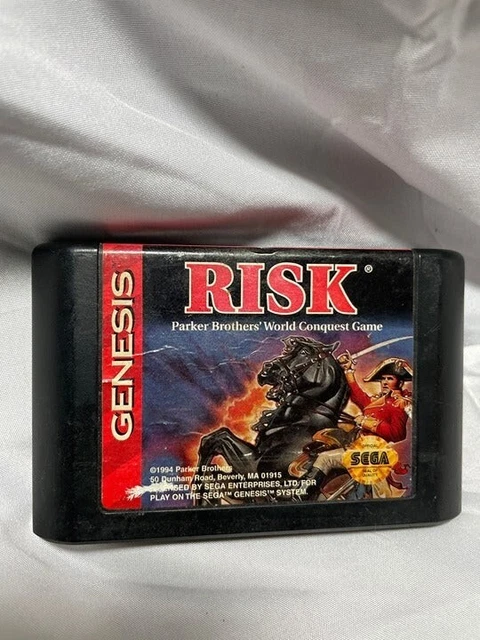 GENESIS
RISK®
Parker Brothers' World Conquest Game
©1994 Parker Brothers
50 Dunham Road, Beverly, MA 01915
BY SEGA ENTERPRISES, LTD. FOR
PLAY ON THE SEGA™ GENESIS™ SYSTEM.
SEGA